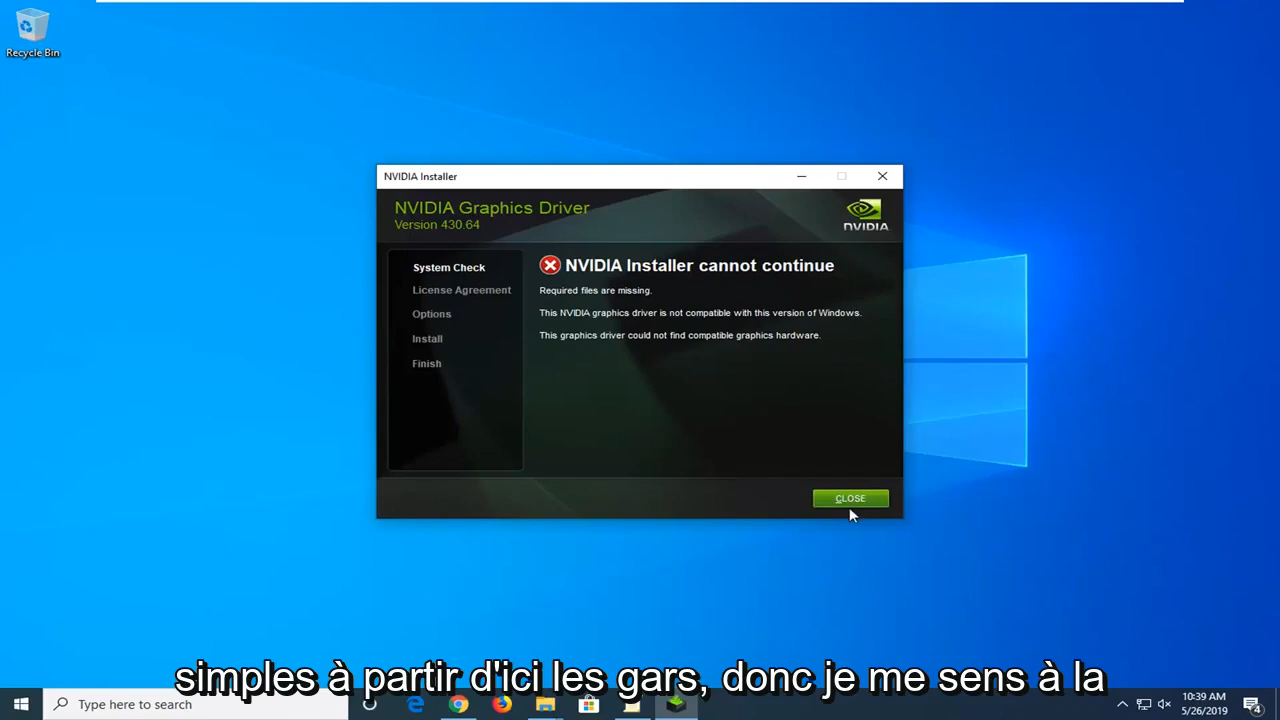 Recycle Bin
NVIDIA Installer
NVIDIA Graphics Driver
Version 430.64
NVIDIA
System Check
License Agreement
Options
Install
Finish
NVIDIA Installer cannot continue
Required files are missing.
This NVIDIA graphics driver is not compatible with this version of Windows.
This graphics driver could not find compatible graphics hardware.
CLOSE
simples à partir d'ici les gars, donc je me sens à la
Type here to search
10:39 AM
5/26/2019
4